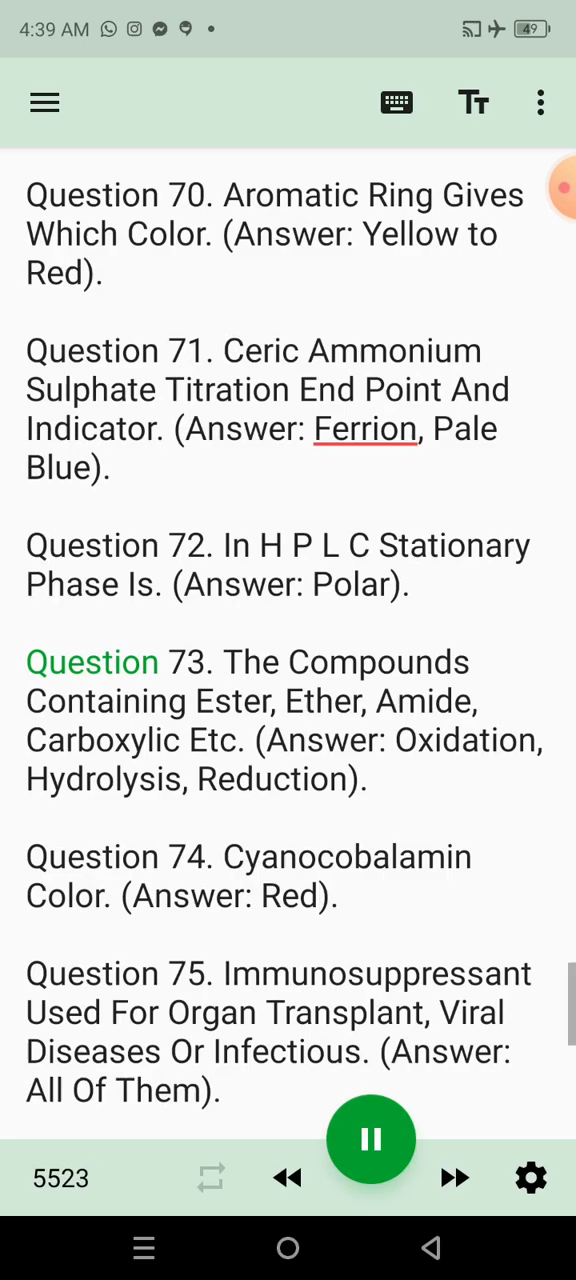 4:39 AM
49
Question 70. Aromatic Ring Gives
Which Color. (Answer: Yellow to
Red).
Question 71. Ceric Ammonium
Sulphate Titration End Point And
Indicator. (Answer: Ferrion, Pale
Blue).
Question 72. In H P L C Stationary
Phase Is. (Answer: Polar).
Question 73. The Compounds
Containing Ester, Ether, Amide,
Carboxylic Etc. (Answer: Oxidation,
Hydrolysis, Reduction).
Question 74. Cyanocobalamin
Color. (Answer: Red).
Question 75. Immunosuppressant
Used For Organ Transplant, Viral
Diseases Or Infectious. (Answer:
All Of Them).
5523